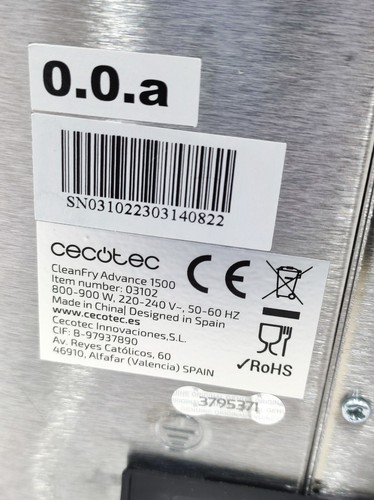 0.0.a
SN031022303140822
cecotec
CleanFry Advance 1500
Item number: 03102
800-900 W, 220-240 V~, 50-60 HZ
Made in China| Designed in Spain
www.cecotec.es
Cecotec Innovaciones,S.L.
CIF: B-97937890
Av. Reyes Católicos, 60
46910, Alfafar (Valencia) SPAIN
CE
✓RoHS
3795371